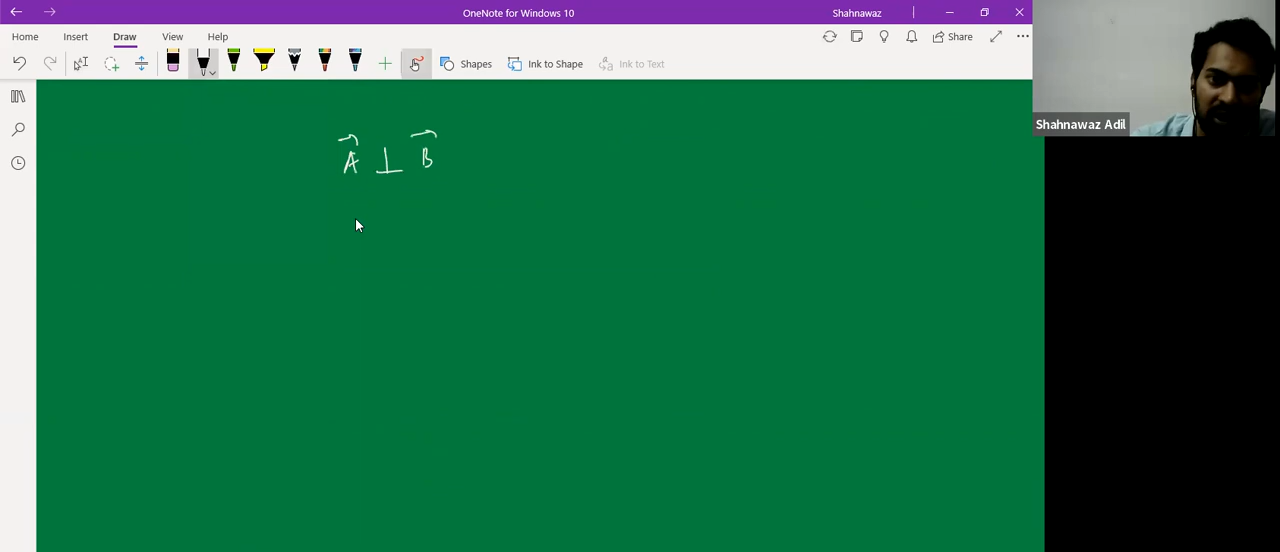 OneNote for Windows 10
Shahnawaz
Home Insert Draw View Help
Share
Shapes Ink to Shape Ink to Text
Shahnawaz Adil
A⃗ ⊥ B⃗